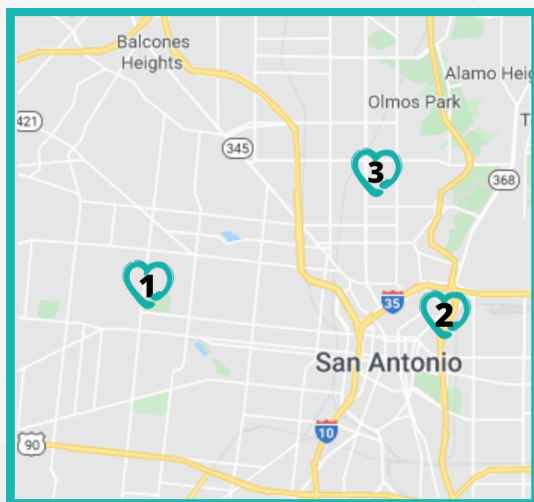 Balcones
Heights
Alamo Heig
Olmos Park
421
T
345
3
368
1
35
2
San Antonio
10
90